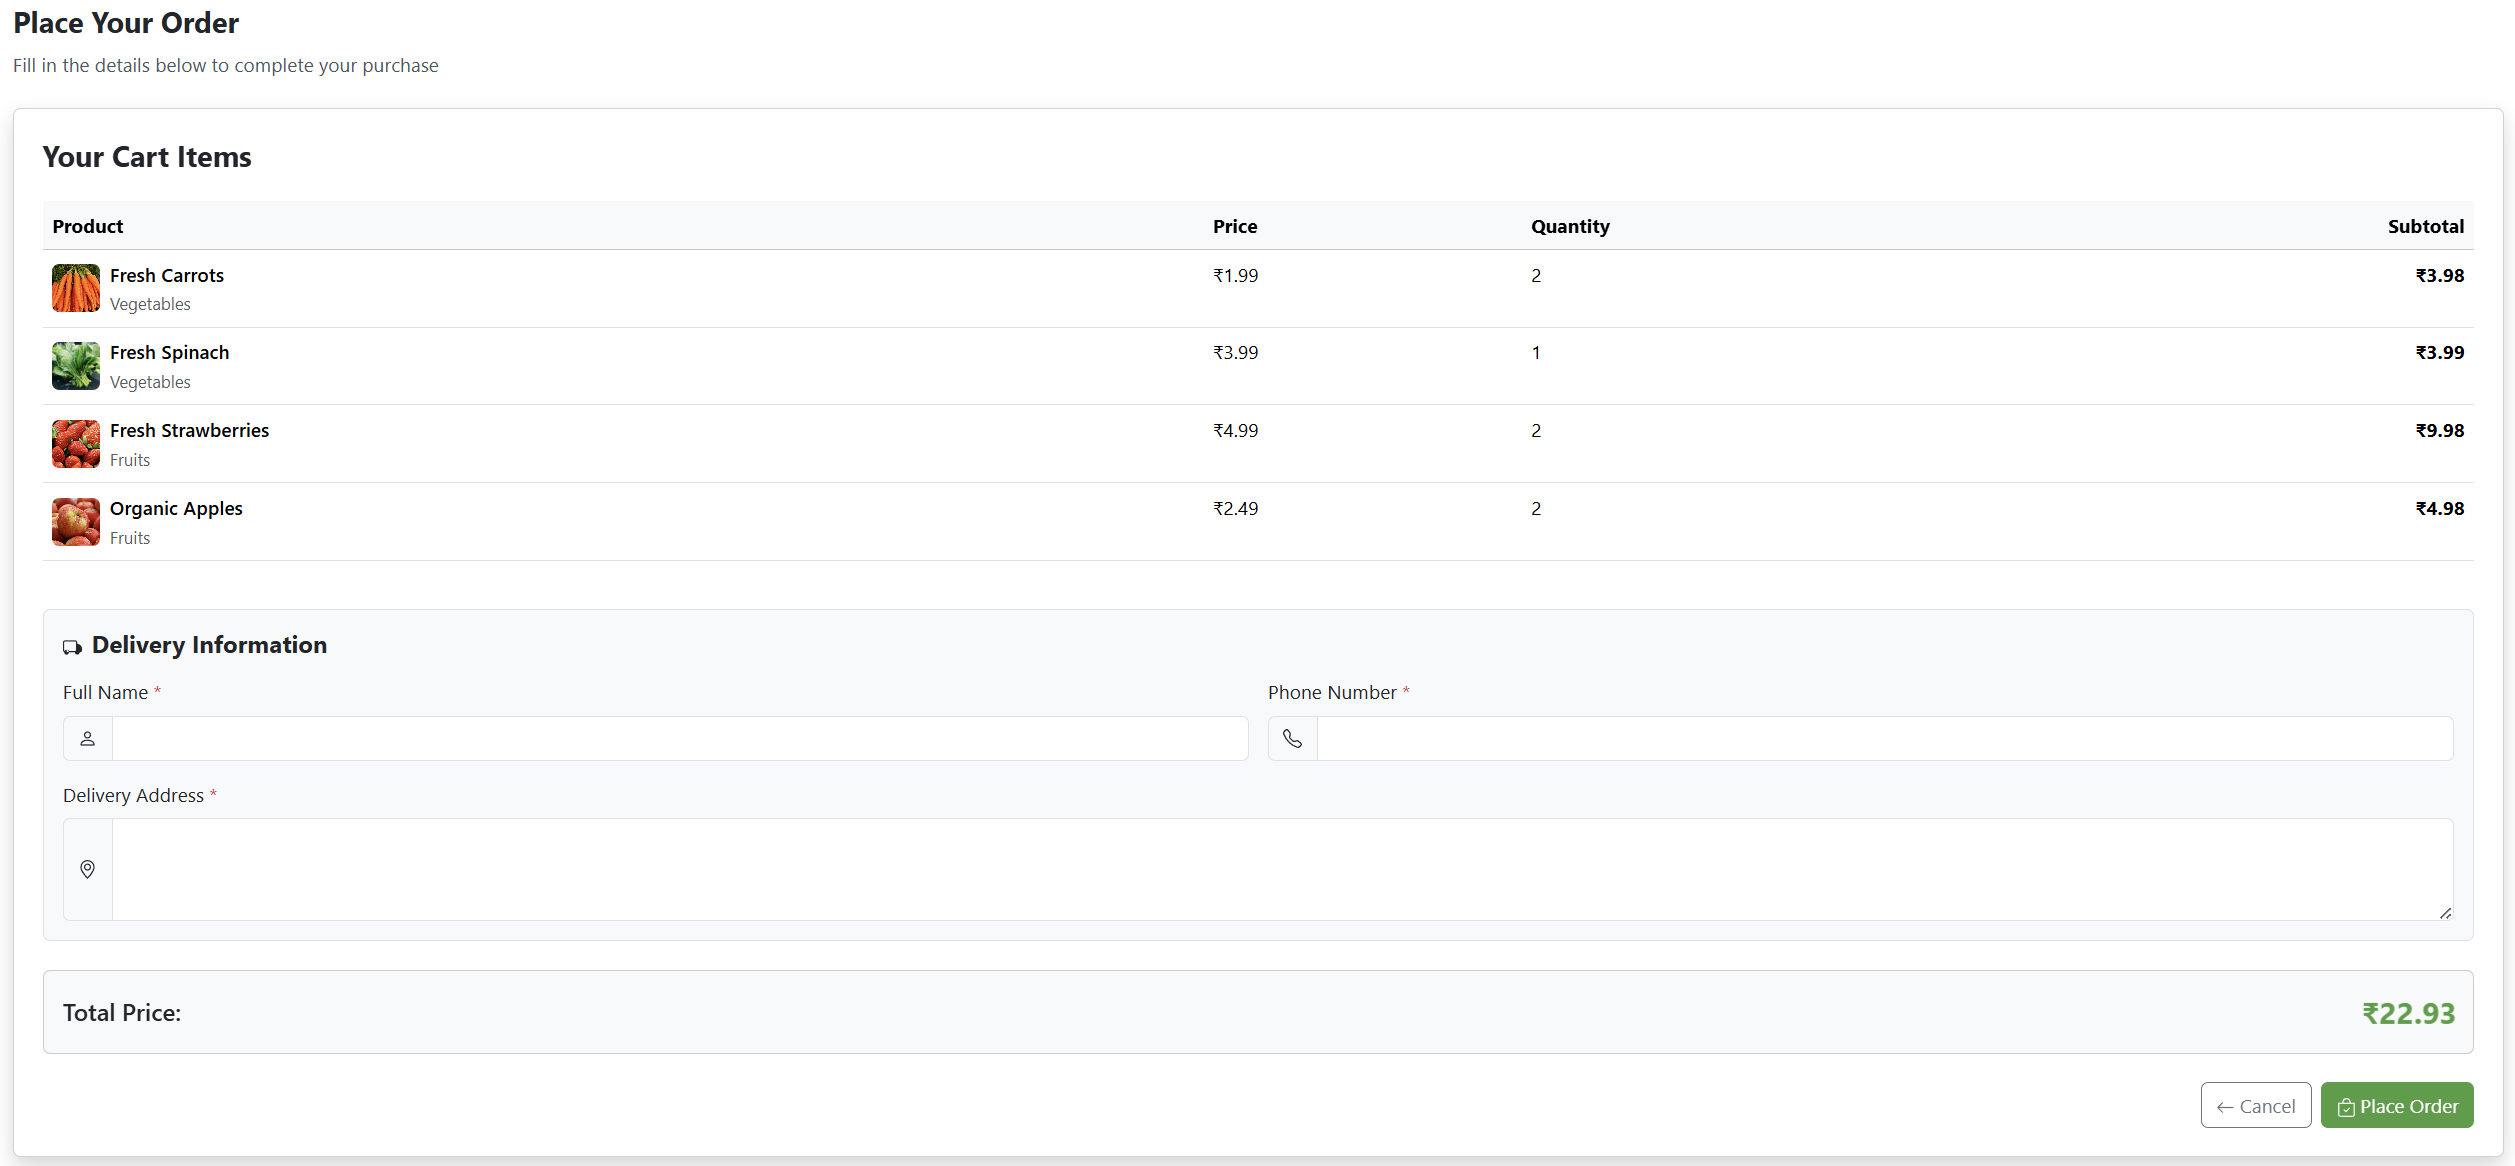 Place Your Order
Fill in the details below to complete your purchase
Your Cart Items
Product Price Quantity Subtotal
Fresh Carrots ₹1.99 2 ₹3.98
Vegetables
Fresh Spinach ₹3.99 1 ₹3.99
Vegetables
Fresh Strawberries ₹4.99 2 ₹9.98
Fruits
Organic Apples ₹2.49 2 ₹4.98
Fruits
Delivery Information
Full Name * Phone Number *
Delivery Address *
Total Price: ₹22.93
← Cancel Place Order